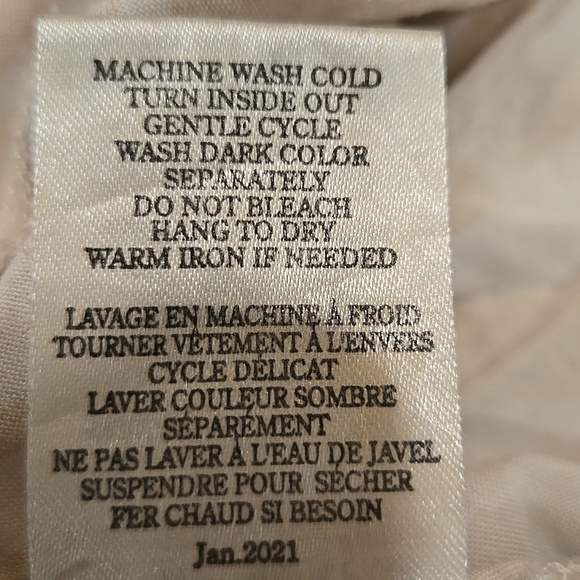 MACHINE WASH COLD
TURN INSIDE OUT
GENTLE CYCLE
WASH DARK COLOR
SEPARATELY
DO NOT BLEACH
HANG TO DRY
WARM IRON IF NEEDED
LAVAGE EN MACHINE À FROID
TOURNER VÊTEMENT À L'ENVERS
CYCLE DÉLICAT
LAVER COULEUR SOMBRE
SÉPARÉMENT
NE PAS LAVER À L'EAU DE JAVEL
SUSPENDRE POUR SÉCHER
FER CHAUD SI BESOIN
Jan.2021